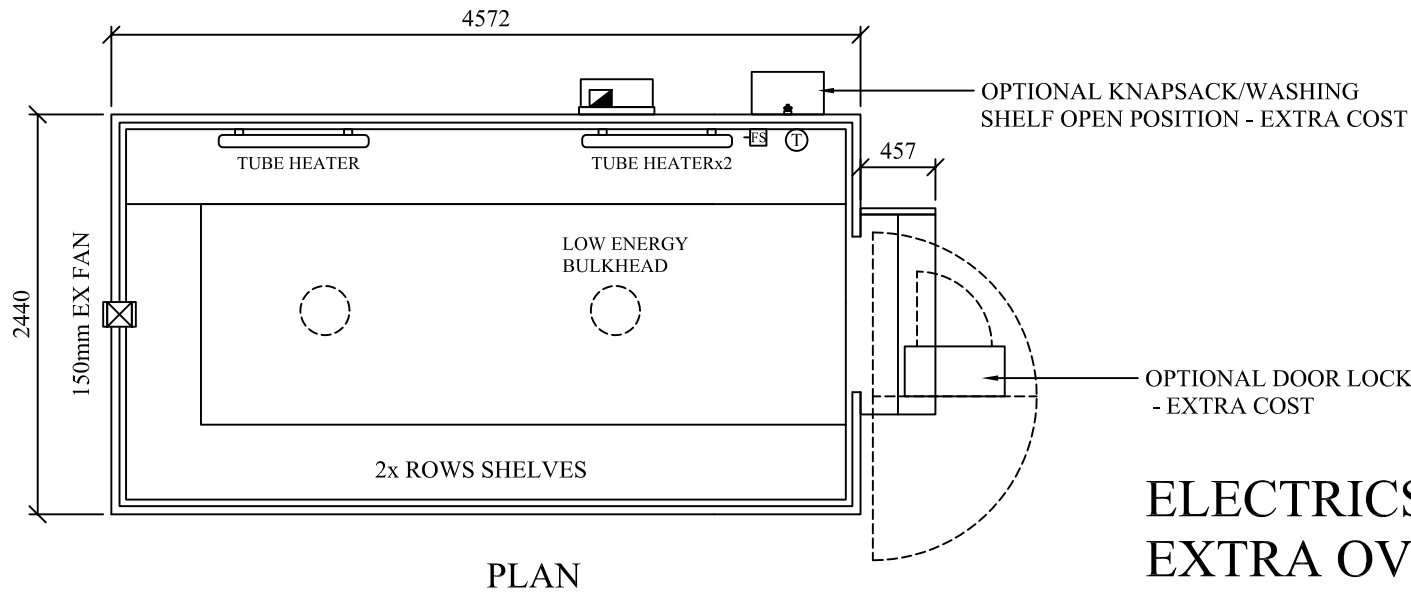 4572
OPTIONAL KNAPSACK/WASHING
SHELF OPEN POSITION - EXTRA COST
FS
T
457
TUBE HEATER
TUBE HEATERx2
LOW ENERGY
BULKHEAD
2440
150mm EX FAN
OPTIONAL DOOR LOCK
- EXTRA COST
2x ROWS SHELVES
ELECTRICS
EXTRA OV
PLAN